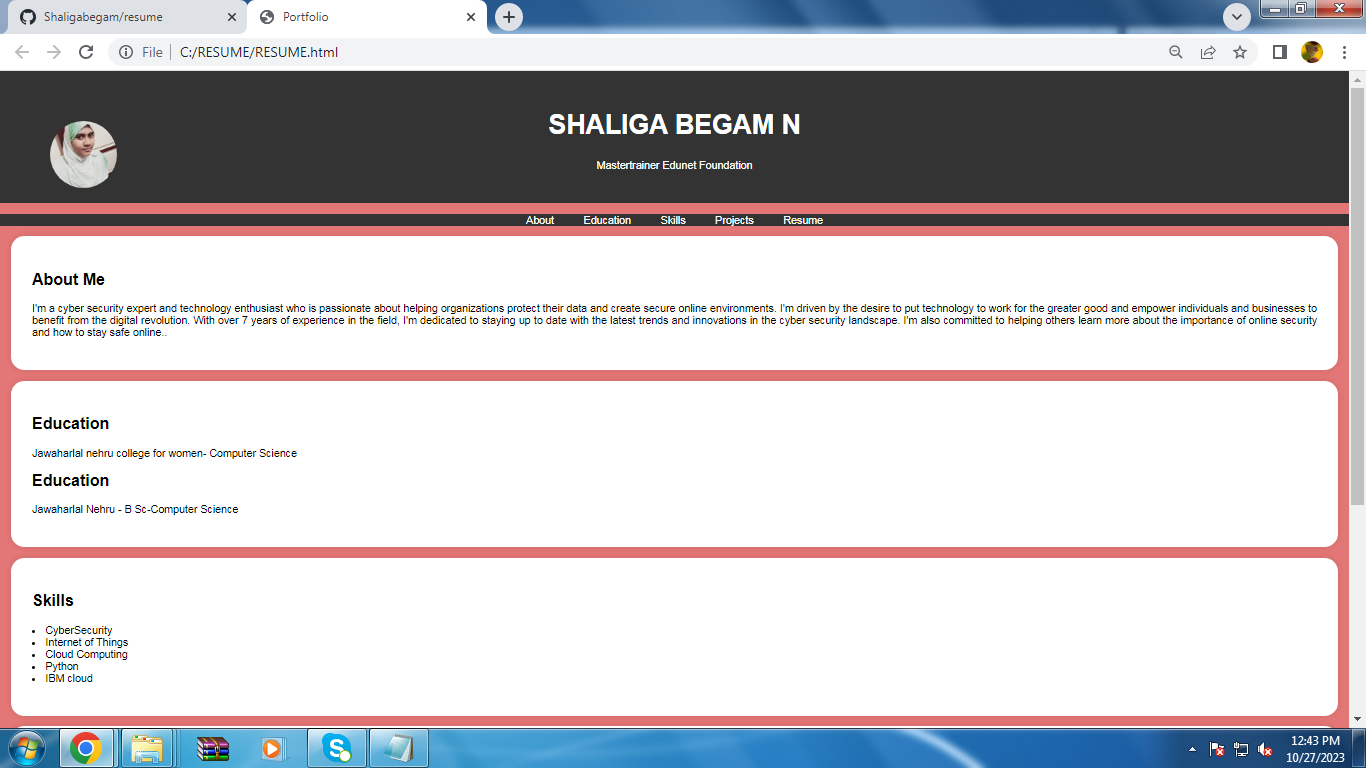 Shaligabegam/resume
Portfolio
File
C:/RESUME/RESUME.html
SHALIGA BEGAM N
Mastertrainer Edunet Foundation
About Education Skills Projects Resume
About Me
I'm a cyber security expert and technology enthusiast who is passionate about helping organizations protect their data and create secure online environments. I'm driven by the desire to put technology to work for the greater good and empower individuals and businesses to
benefit from the digital revolution. With over 7 years of experience in the field, I'm dedicated to staying up to date with the latest trends and innovations in the cyber security landscape. I'm also committed to helping others learn more about the importance of online security
and how to stay safe online..
Education
Jawaharlal nehru college for women- Computer Science
Education
Jawaharlal Nehru - B Sc-Computer Science
Skills
• CyberSecurity
• Internet of Things
• Cloud Computing
• Python
• IBM cloud
12:43 PM
10/27/2023